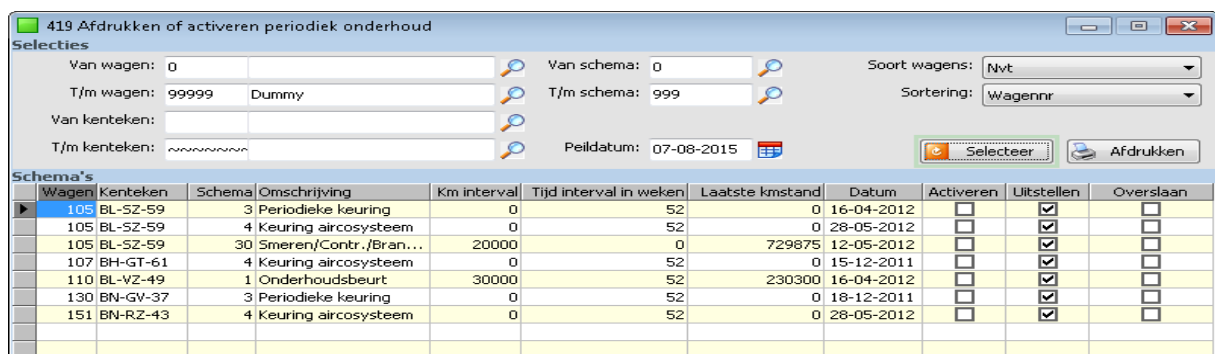 419 Afdrukken of activeren periodiek onderhoud
Selecties
Van wagen: 0 Van schema: 0 Soort wagens: Nvt
T/m wagen: 99999 Dummy T/m schema: 999 Sortering: Wagennr
Van kenteken:
T/m kenteken: ~~~~~~~ Peildatum: 07-08-2015 Selecteer Afdrukken
Schema's
Wagen Kenteken Schema Omschrijving Km interval Tijd interval in weken Laatste kmstand Datum Activeren Uitstellen Overslaan
105 BL-SZ-59 3 Periodieke keuring 0 52 0 16-04-2012
105 BL-SZ-59 4 Keuring aircosysteem 0 52 0 28-05-2012
105 BL-SZ-59 30 Smeren/Contr./Bran... 20000 0 729875 12-05-2012
107 BH-GT-61 4 Keuring aircosysteem 0 52 0 15-12-2011
110 BL-VZ-49 1 Onderhoudsbeurt 30000 52 230300 16-04-2012
130 BN-GV-37 3 Periodieke keuring 0 52 0 18-12-2011
151 BN-RZ-43 4 Keuring aircosysteem 0 52 0 28-05-2012